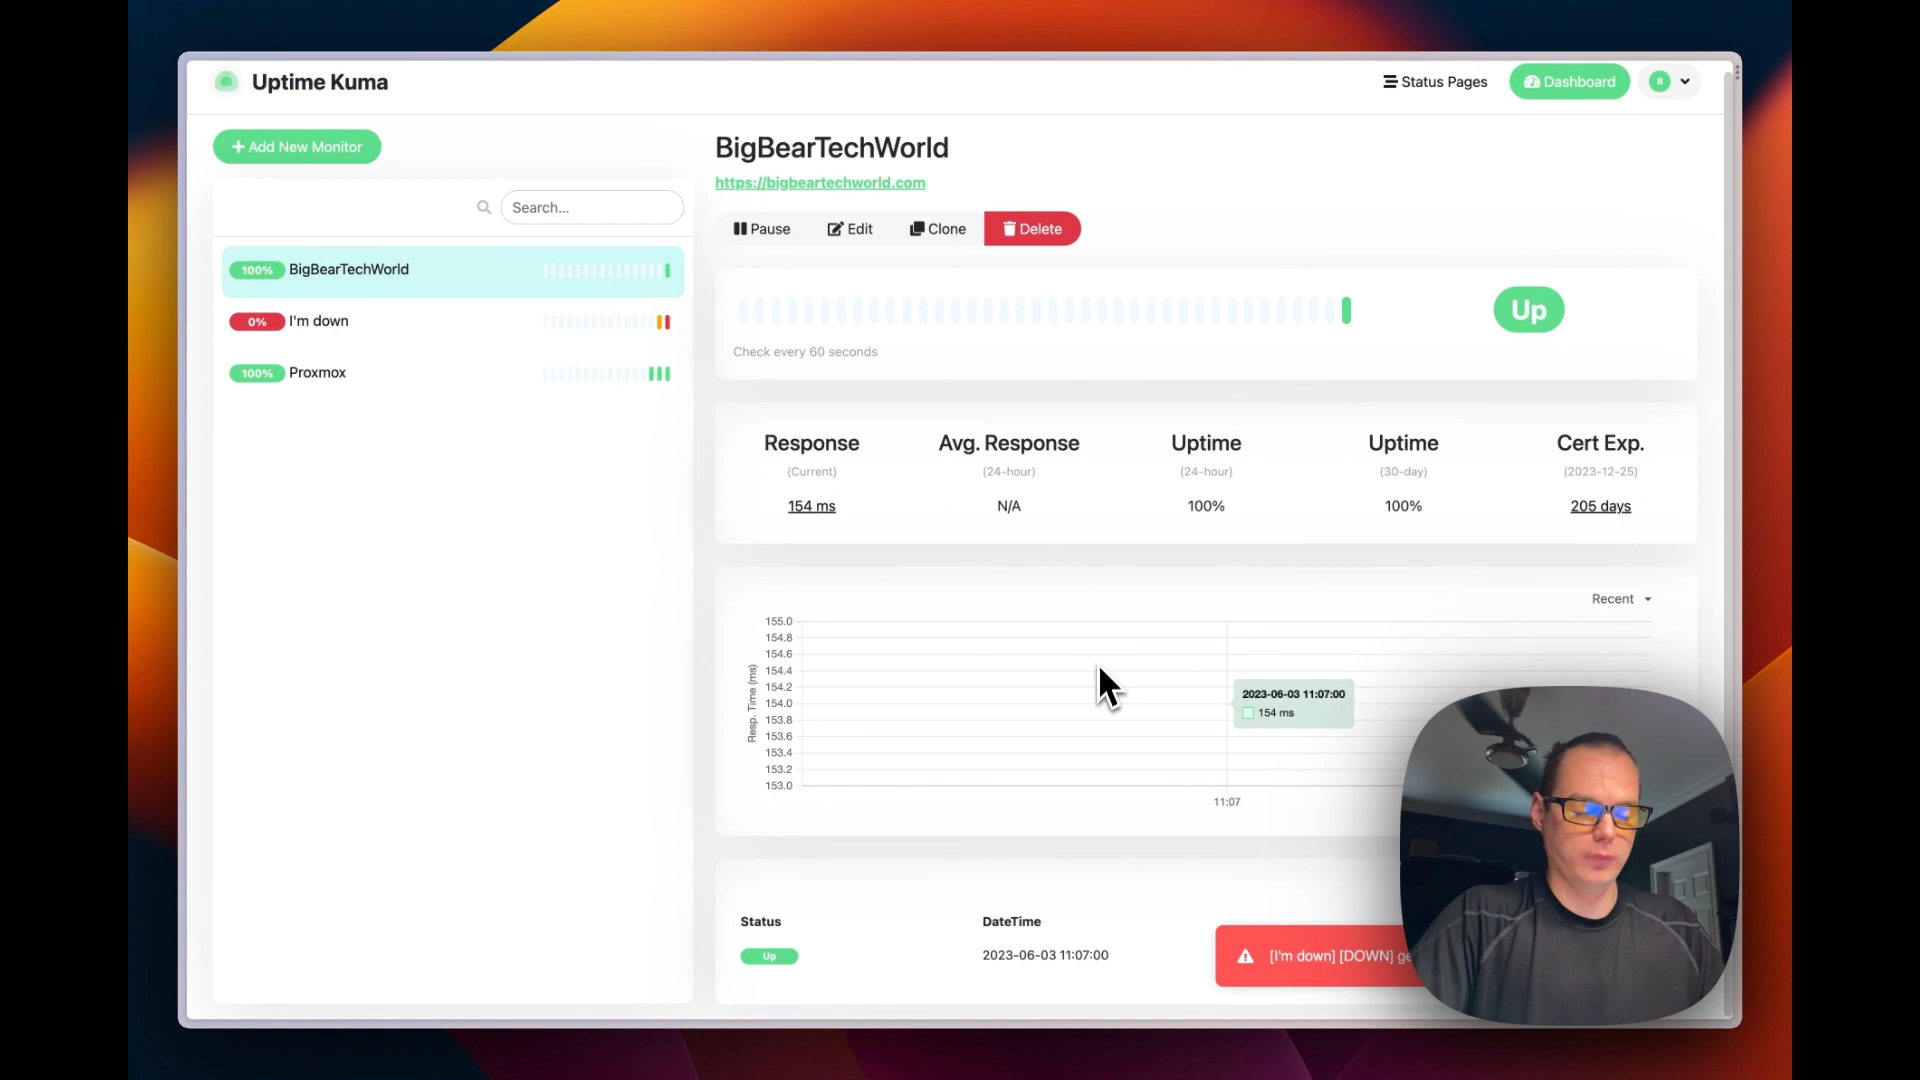 Uptime Kuma
Status Pages
Dashboard
B
Add New Monitor
Search...
100% BigBearTechWorld
0% I'm down
100% Proxmox
BigBearTechWorld
https://bigbeartechworld.com
Pause
Edit
Clone
Delete
Up
Check every 60 seconds
Response
(Current)
154 ms
Avg. Response
(24-hour)
N/A
Uptime
(24-hour)
100%
Uptime
(30-day)
100%
Cert Exp.
(2023-12-25)
205 days
Recent
Resp. Time (ms)
155.0
154.8
154.6
154.4
154.2
154.0
153.8
153.6
153.4
153.2
153.0
2023-06-03 11:07:00
154 ms
11:07
Status
DateTime
Up
2023-06-03 11:07:00
[I'm down] [DOWN]